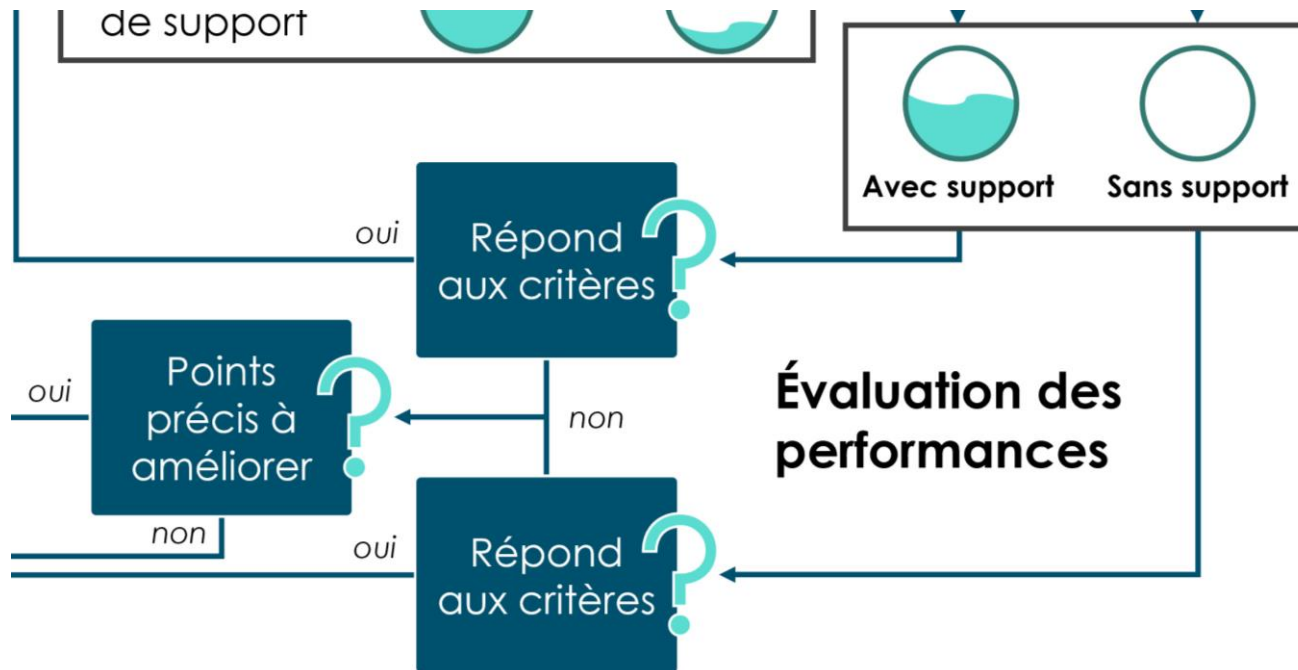 de support
Avec support
Sans support
oui
Répond
aux critères
?
oui
Points
précis à
améliorer
?
non
Évaluation des
performances
non
oui
Répond
aux critères
?